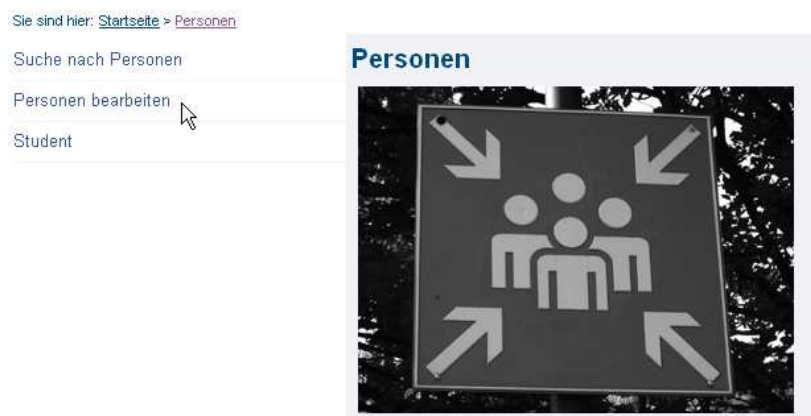 Sie sind hier: Startseite > Personen
Suche nach Personen
Personen bearbeiten
Student
Personen